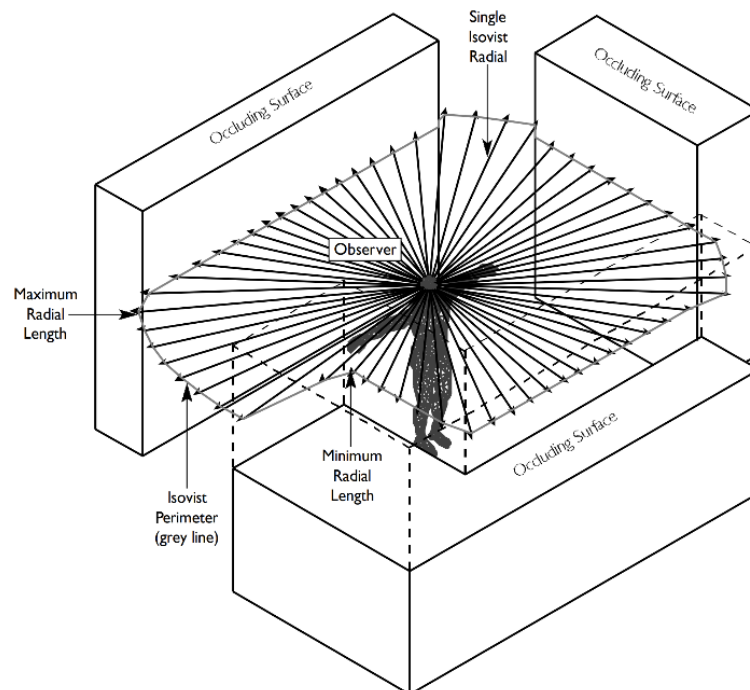 Single
Isovist
Radial
Occluding Surface
Occluding Surface
Observer
Maximum
Radial
Length
Minimum
Radial
Length
Occluding Surface
Isovist
Perimeter
(grey line)